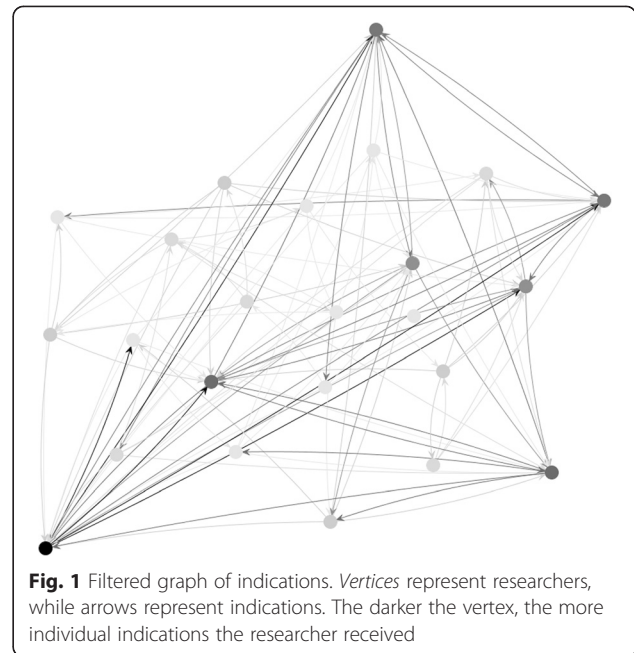 Fig. 1 Filtered graph of indications. Vertices represent researchers,
while arrows represent indications. The darker the vertex, the more
individual indications the researcher received